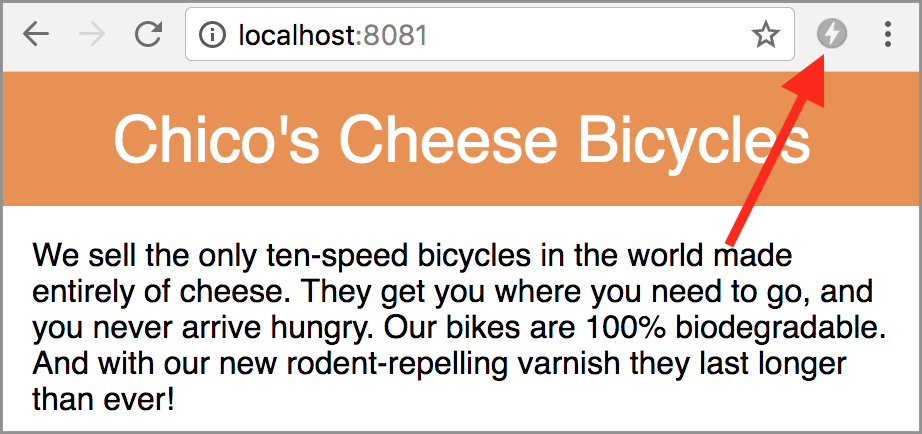 localhost:8081
Chico's Cheese Bicycles
We sell the only ten-speed bicycles in the world made
entirely of cheese. They get you where you need to go, and
you never arrive hungry. Our bikes are 100% biodegradable.
And with our new rodent-repelling varnish they last longer
than ever!